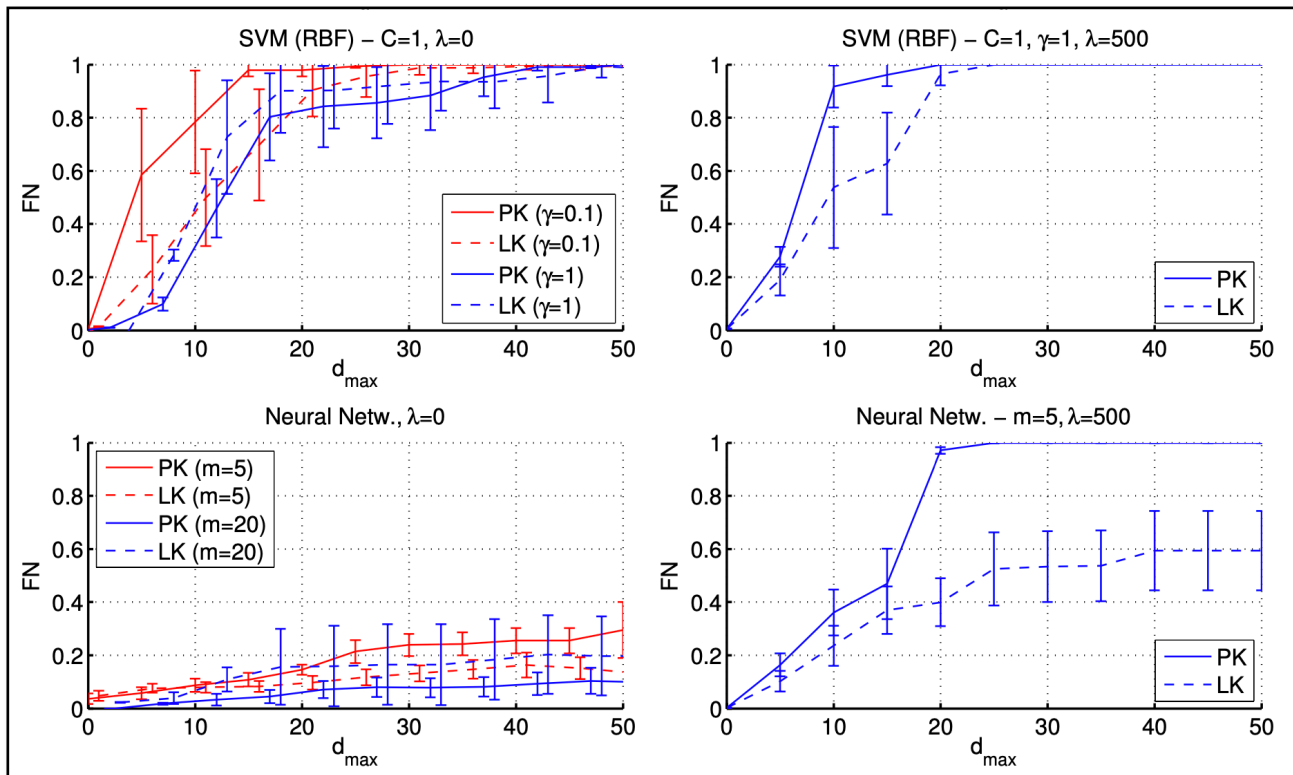 SVM (RBF) – C=1, λ=0
1
0.8
0.6
0.4
0.2
0
FN
0 10 20 30 40 50
d_max
PK (γ=0.1)
LK (γ=0.1)
PK (γ=1)
LK (γ=1)
SVM (RBF) – C=1, γ=1, λ=500
1
0.8
0.6
0.4
0.2
0
FN
0 10 20 30 40 50
d_max
PK
LK
Neural Netw., λ=0
1
0.8
0.6
0.4
0.2
0
FN
0 10 20 30 40 50
d_max
PK (m=5)
LK (m=5)
PK (m=20)
LK (m=20)
Neural Netw. – m=5, λ=500
1
0.8
0.6
0.4
0.2
0
FN
0 10 20 30 40 50
d_max
PK
LK